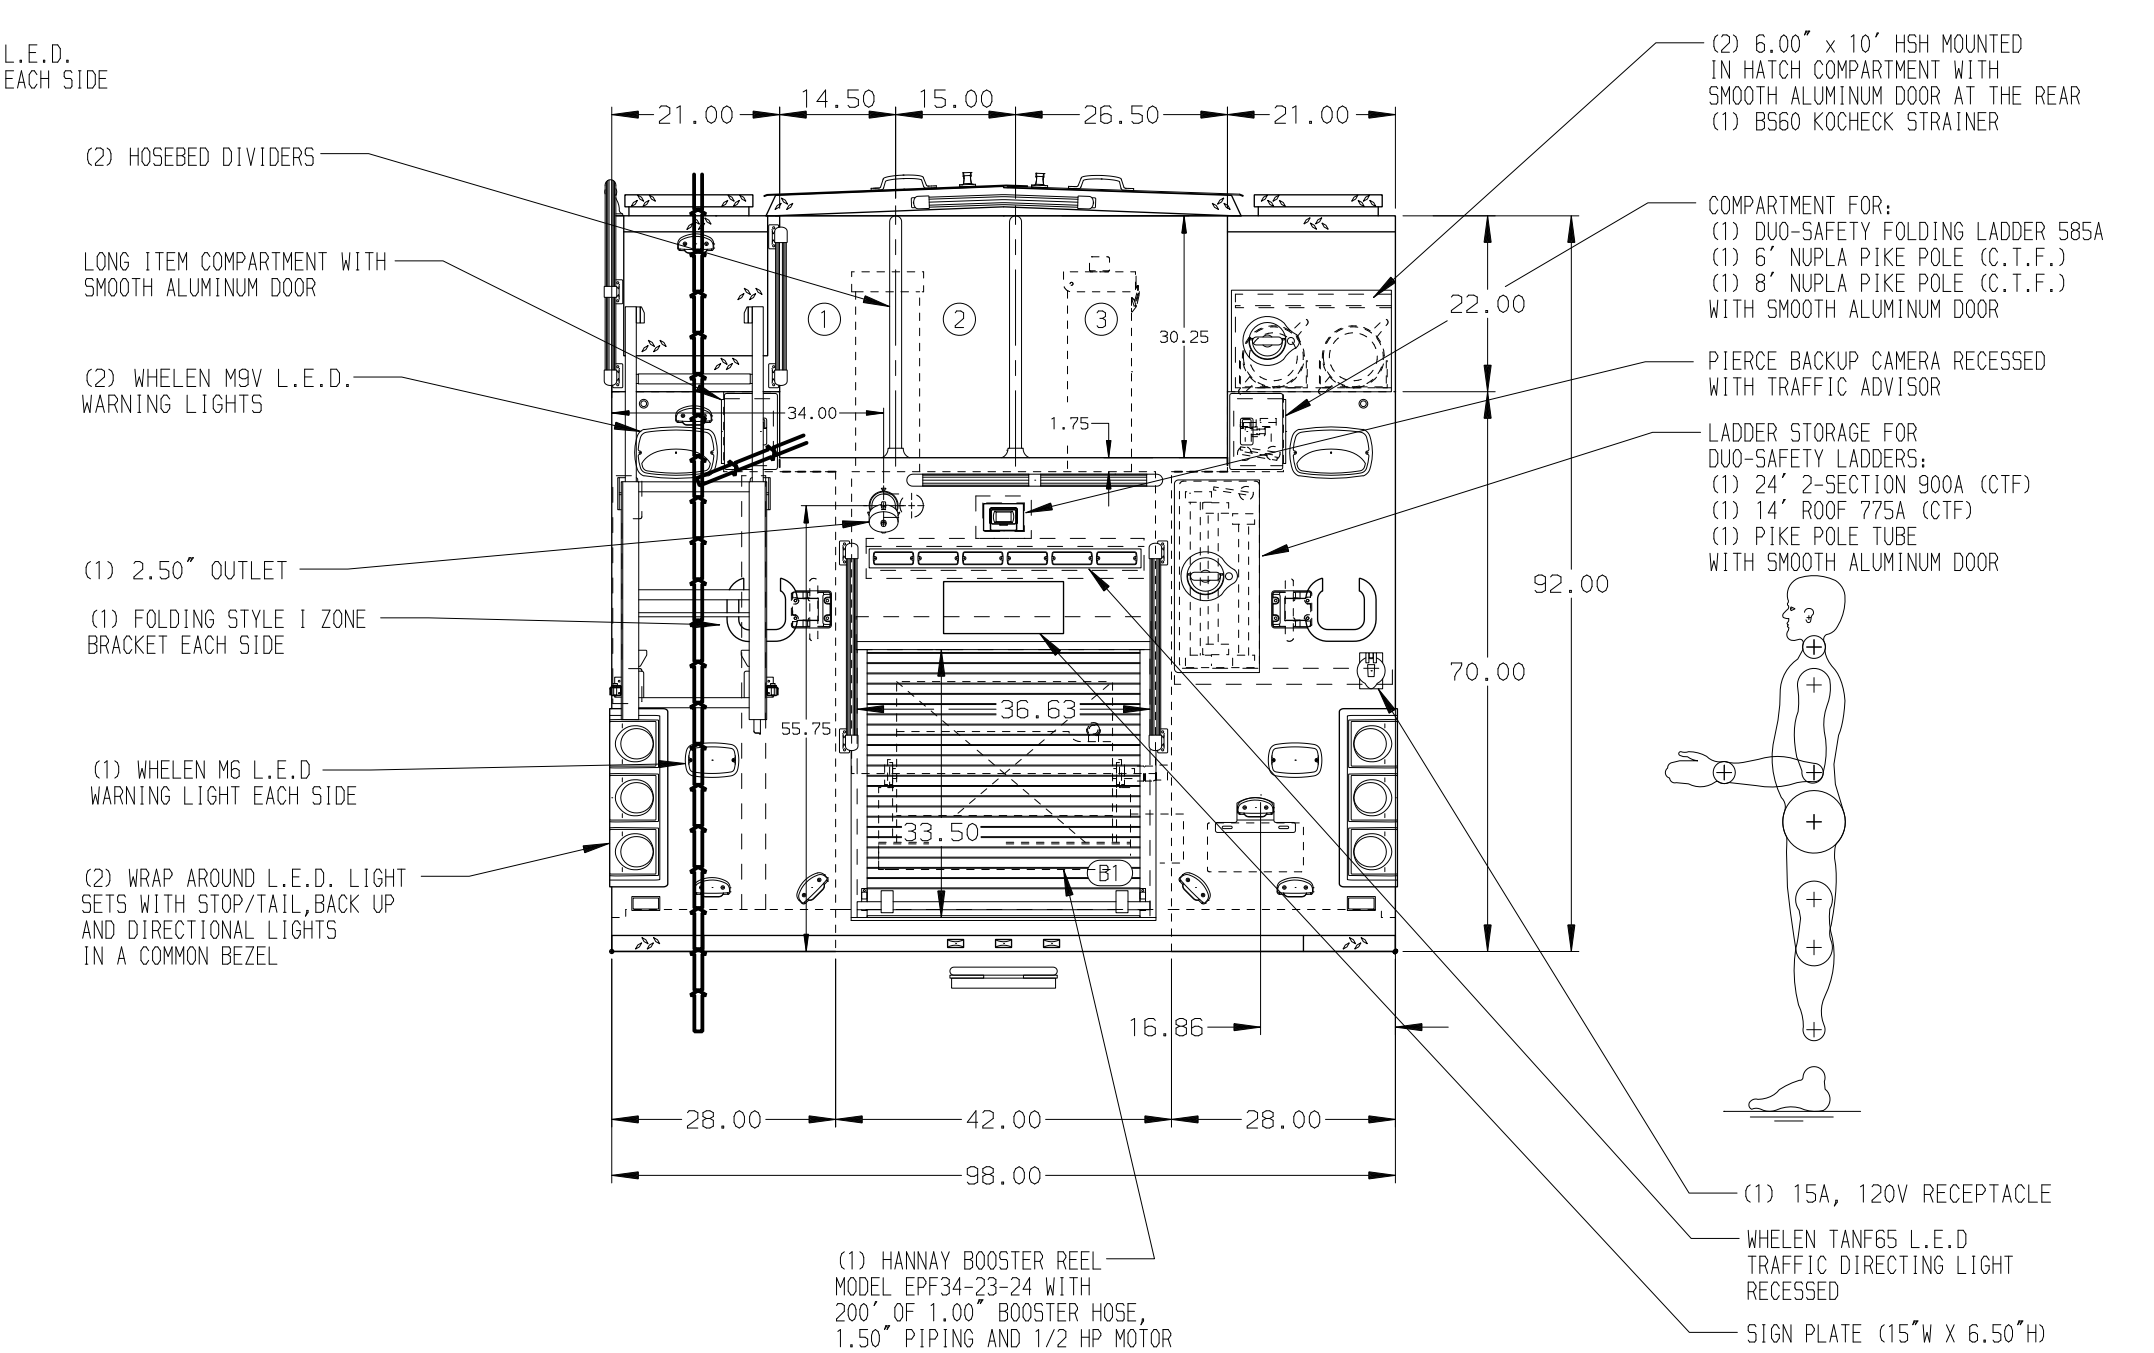 L.E.D.
EACH SIDE
(2) HOSEBED DIVIDERS
LONG ITEM COMPARTMENT WITH
SMOOTH ALUMINUM DOOR
(2) WHELEN M9V L.E.D.
WARNING LIGHTS
(1) 2.50" OUTLET
(1) FOLDING STYLE I ZONE
BRACKET EACH SIDE
(1) WHELEN M6 L.E.D
WARNING LIGHT EACH SIDE
(2) WRAP AROUND L.E.D. LIGHT
SETS WITH STOP/TAIL,BACK UP
AND DIRECTIONAL LIGHTS
IN A COMMON BEZEL
21.00
14.50
15.00
26.50
21.00
1
2
3
30.25
22.00
34.00
1.75
92.00
70.00
36.63
55.75
33.50
B1
16.86
28.00
42.00
28.00
98.00
(1) HANNAY BOOSTER REEL
MODEL EPF34-23-24 WITH
200' OF 1.00" BOOSTER HOSE,
1.50" PIPING AND 1/2 HP MOTOR
(2) 6.00" x 10' HSH MOUNTED
IN HATCH COMPARTMENT WITH
SMOOTH ALUMINUM DOOR AT THE REAR
(1) BS60 KOCHECK STRAINER
COMPARTMENT FOR:
(1) DUO-SAFETY FOLDING LADDER 585A
(1) 6' NUPLA PIKE POLE (C.T.F.)
(1) 8' NUPLA PIKE POLE (C.T.F.)
WITH SMOOTH ALUMINUM DOOR
PIERCE BACKUP CAMERA RECESSED
WITH TRAFFIC ADVISOR
LADDER STORAGE FOR
DUO-SAFETY LADDERS:
(1) 24' 2-SECTION 900A (CTF)
(1) 14' ROOF 775A (CTF)
(1) PIKE POLE TUBE
WITH SMOOTH ALUMINUM DOOR
(1) 15A, 120V RECEPTACLE
WHELEN TANF65 L.E.D
TRAFFIC DIRECTING LIGHT
RECESSED
SIGN PLATE (15"W X 6.50"H)